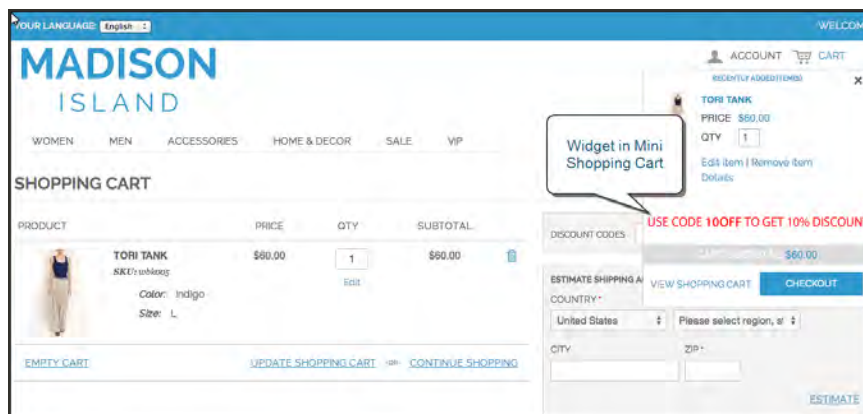 YOUR LANGUAGE: English
WELCOM
MADISON
ISLAND
ACCOUNT CART
RECENTLY ADDED ITEM(S)
TORI TANK
PRICE $60.00
QTY 1
Edit item | Remove item
Details
WOMEN MEN ACCESSORIES HOME & DECOR SALE VIP
Widget in Mini
Shopping Cart
SHOPPING CART
USE CODE 10OFF TO GET 10% DISCOUN
$60.00
VIEW SHOPPING CART CHECKOUT
PRODUCT PRICE QTY SUBTOTAL
TORI TANK $60.00 1 $60.00
SKU: wbk003
Edit
Color: Indigo
Size: L
EMPTY CART UPDATE SHOPPING CART -or- CONTINUE SHOPPING
DISCOUNT CODES
ESTIMATE SHIPPING A
COUNTRY*
United States Please select region, s
CITY ZIP*
ESTIMATE